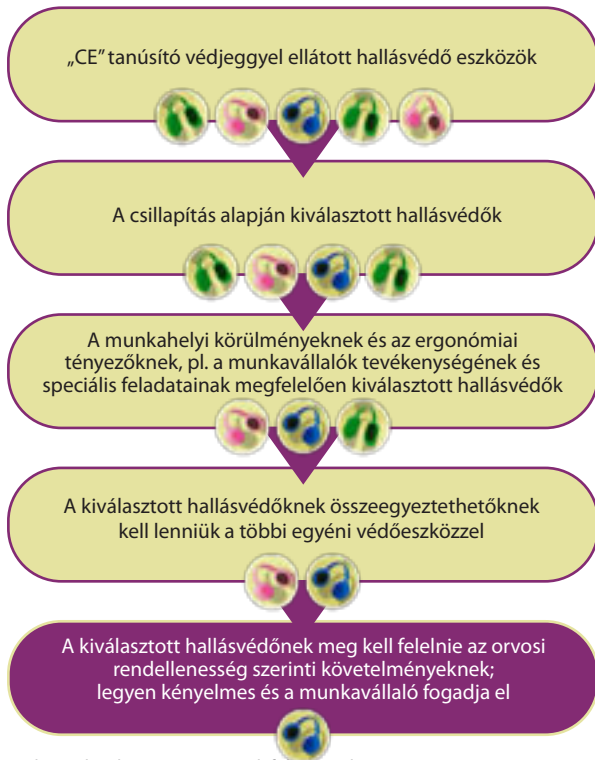 „CE” tanúsító védjeggyel ellátott hallásvédő eszközök
A csillapítás alapján kiválasztott hallásvédők
A munkahelyi körülményeknek és az ergonómiai
tényezőknek, pl. a munkavállalók tevékenységének és
speciális feladatainak megfelelően kiválasztott hallásvédők
A kiválasztott hallásvédőknek összeegyeztethetőknek
kell lenniük a többi egyéni védőeszközzel
A kiválasztott hallásvédőnek meg kell felelnie az orvosi
rendellenesség szerinti követelményeknek;
legyen kényelmes és a munkavállaló fogadja el